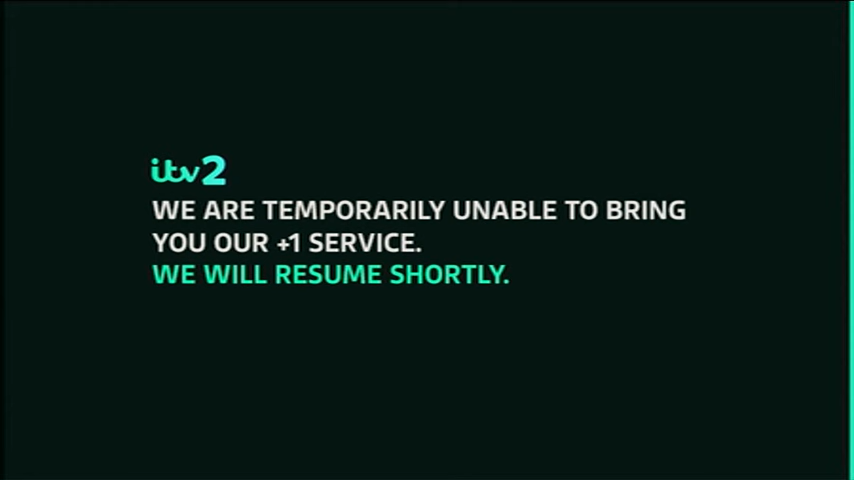 itv2
WE ARE TEMPORARILY UNABLE TO BRING
YOU OUR +1 SERVICE.
WE WILL RESUME SHORTLY.